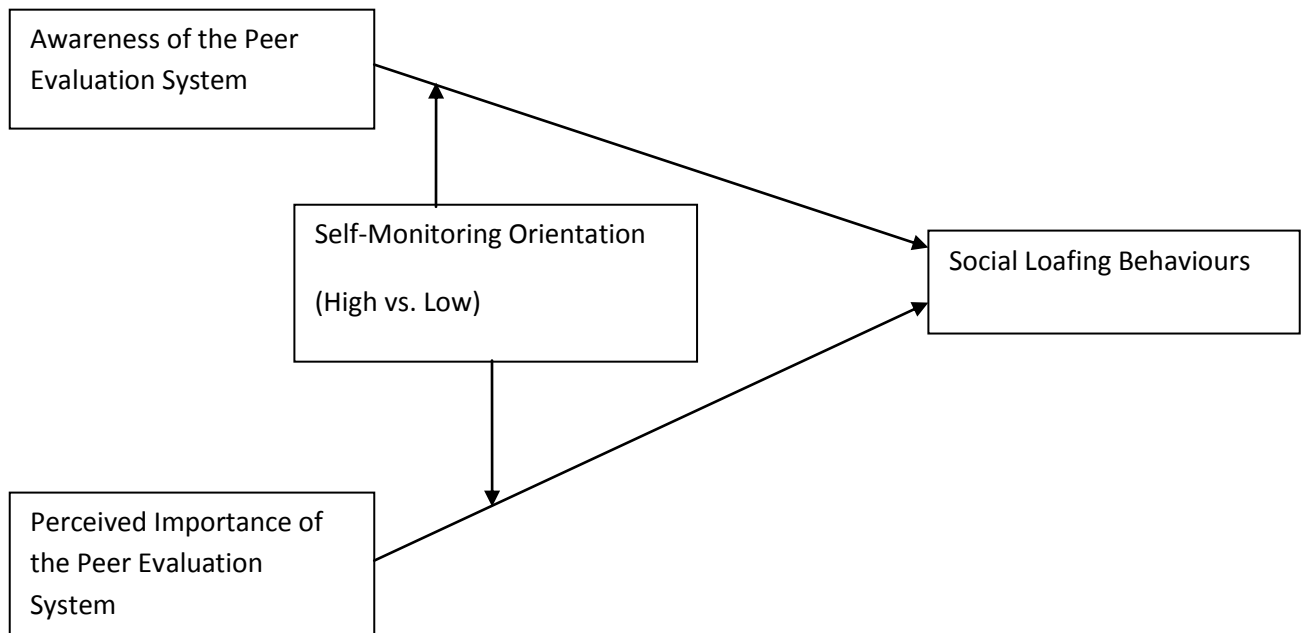 Awareness of the Peer
Evaluation System
Self-Monitoring Orientation
(High vs. Low)
Social Loafing Behaviours
Perceived Importance of
the Peer Evaluation
System